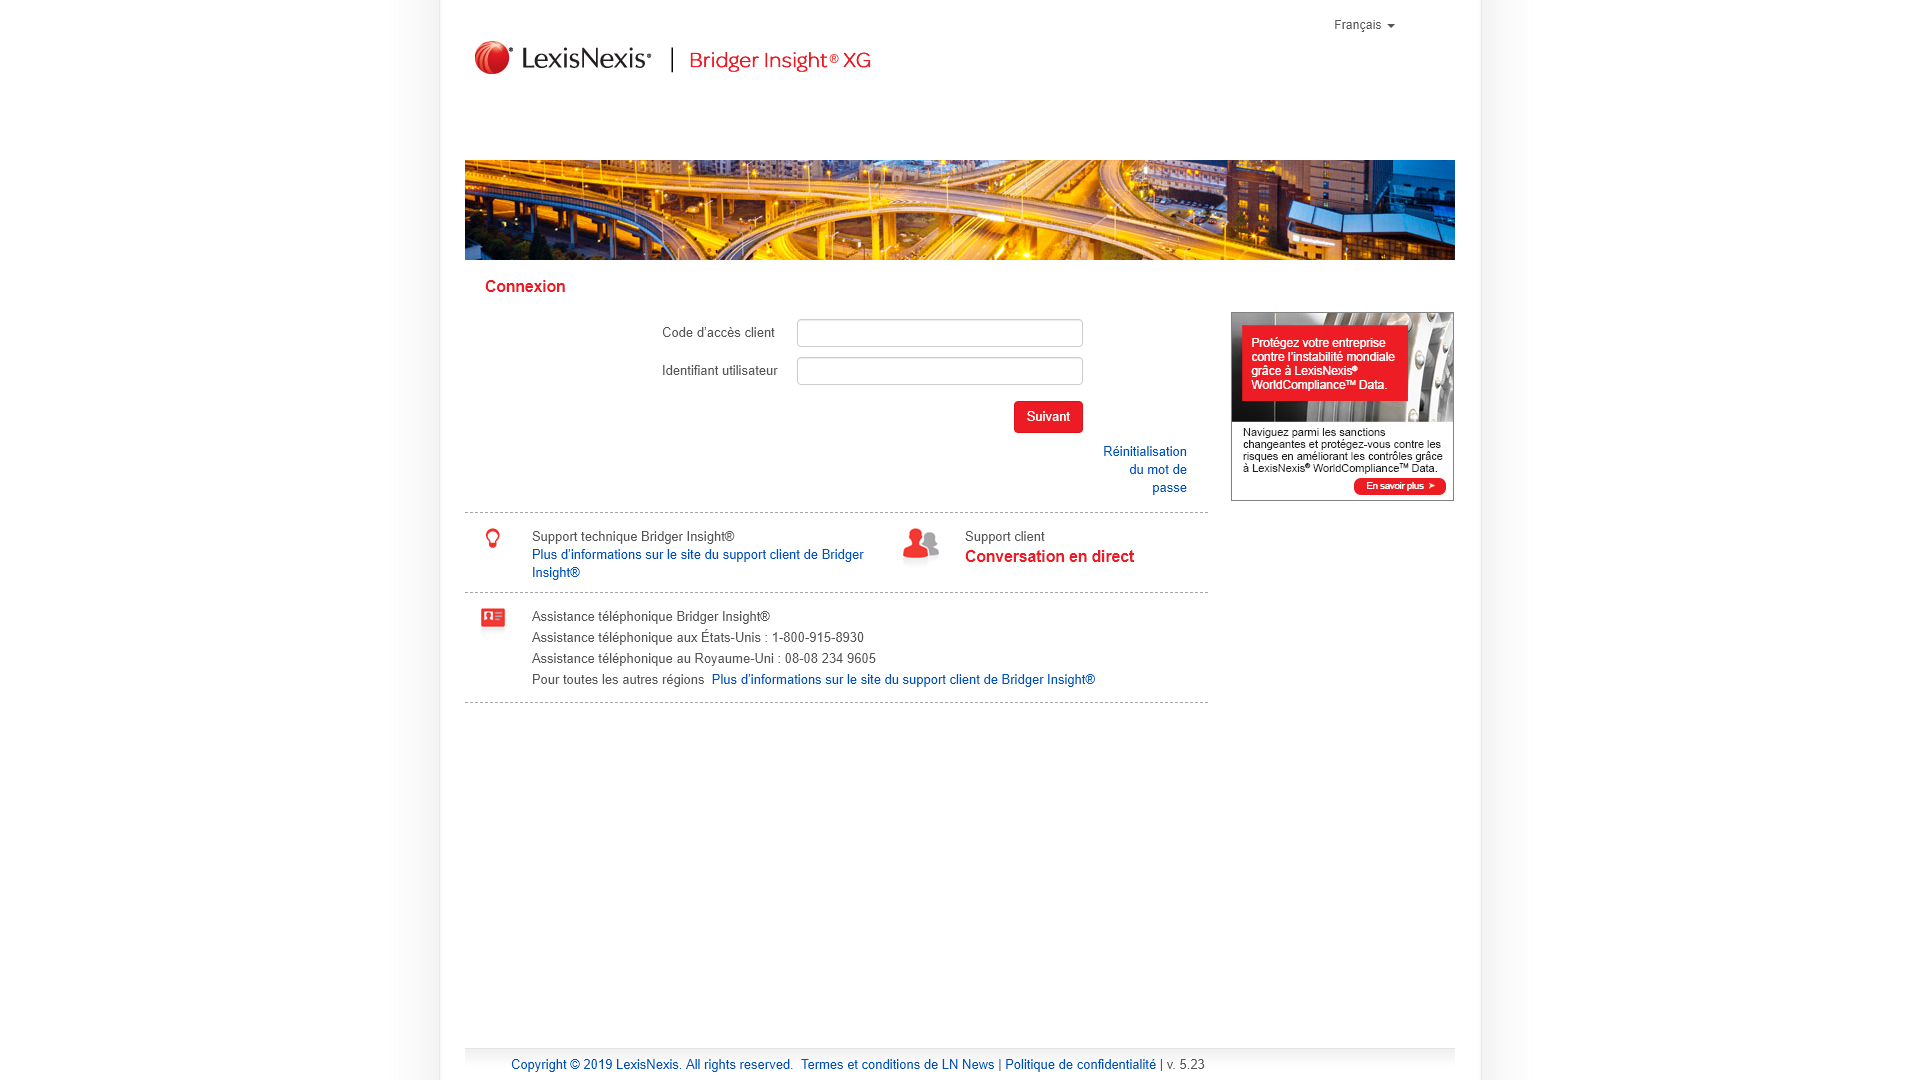 Français
LexisNexis® | Bridger Insight® XG
Connexion
Code d'accès client
Identifiant utilisateur
Suivant
Réinitialisation
du mot de
passe
Protégez votre entreprise
contre l'instabilité mondiale
grâce à LexisNexis®
WorldCompliance™ Data.
Naviguez parmi les sanctions
changeantes et protégez-vous contre les
risques en améliorant les contrôles grâce
à LexisNexis® WorldCompliance™ Data.
En savoir plus ➤
Support technique Bridger Insight®
Plus d'informations sur le site du support client de Bridger
Insight®
Support client
Conversation en direct
Assistance téléphonique Bridger Insight®
Assistance téléphonique aux États-Unis : 1-800-915-8930
Assistance téléphonique au Royaume-Uni : 08-08 234 9605
Pour toutes les autres régions Plus d'informations sur le site du support client de Bridger Insight®
Copyright © 2019 LexisNexis. All rights reserved. Termes et conditions de LN News | Politique de confidentialité | v. 5.23